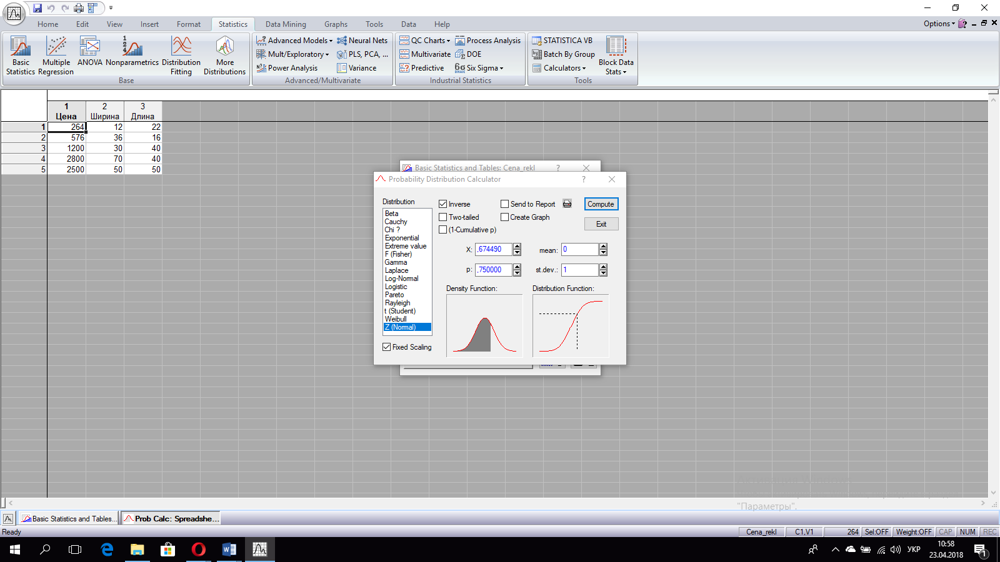 Home Edit View Insert Format Statistics Data Mining Graphs Tools Data Help Options
Basic Statistics
Multiple Regression
ANOVA
Nonparametrics
Distribution Fitting
More Distributions
Base
Advanced Models
Mult/Exploratory
Power Analysis
Neural Nets
PLS, PCA, ...
Variance
Advanced/Multivariate
QC Charts
Multivariate
Predictive
Process Analysis
DOE
6σ DMAIC Six Sigma
Industrial Statistics
STATISTICA VB
Batch By Group
Calculators
Block Data Stats
Tools
1 2 3
Цена Ширина Длина
1 264 12 22
2 576 36 16
3 1200 30 40
4 2800 70 40
5 2500 50 50
Basic Statistics and Tables: Cena_rekl ?
Probability Distribution Calculator ?
Distribution
Beta
Cauchy
Chi ?
Exponential
Extreme value
F (Fisher)
Gamma
Laplace
Log-Normal
Logistic
Pareto
Rayleigh
t (Student)
Weibull
Z (Normal)
Fixed Scaling
Inverse
Two-tailed
(1-Cumulative p)
Send to Report
Create Graph
Compute
Exit
X: ,674490 mean: 0
p: ,750000 st.dev.: 1
Density Function: Distribution Function:
"Параметры".
Basic Statistics and Tables... Prob Calc: Spreadshe...
Ready Cena_rekl C1,V1 264 Sel:OFF Weight:OFF CAP NUM REC
УКР 10:58
23.04.2018 1